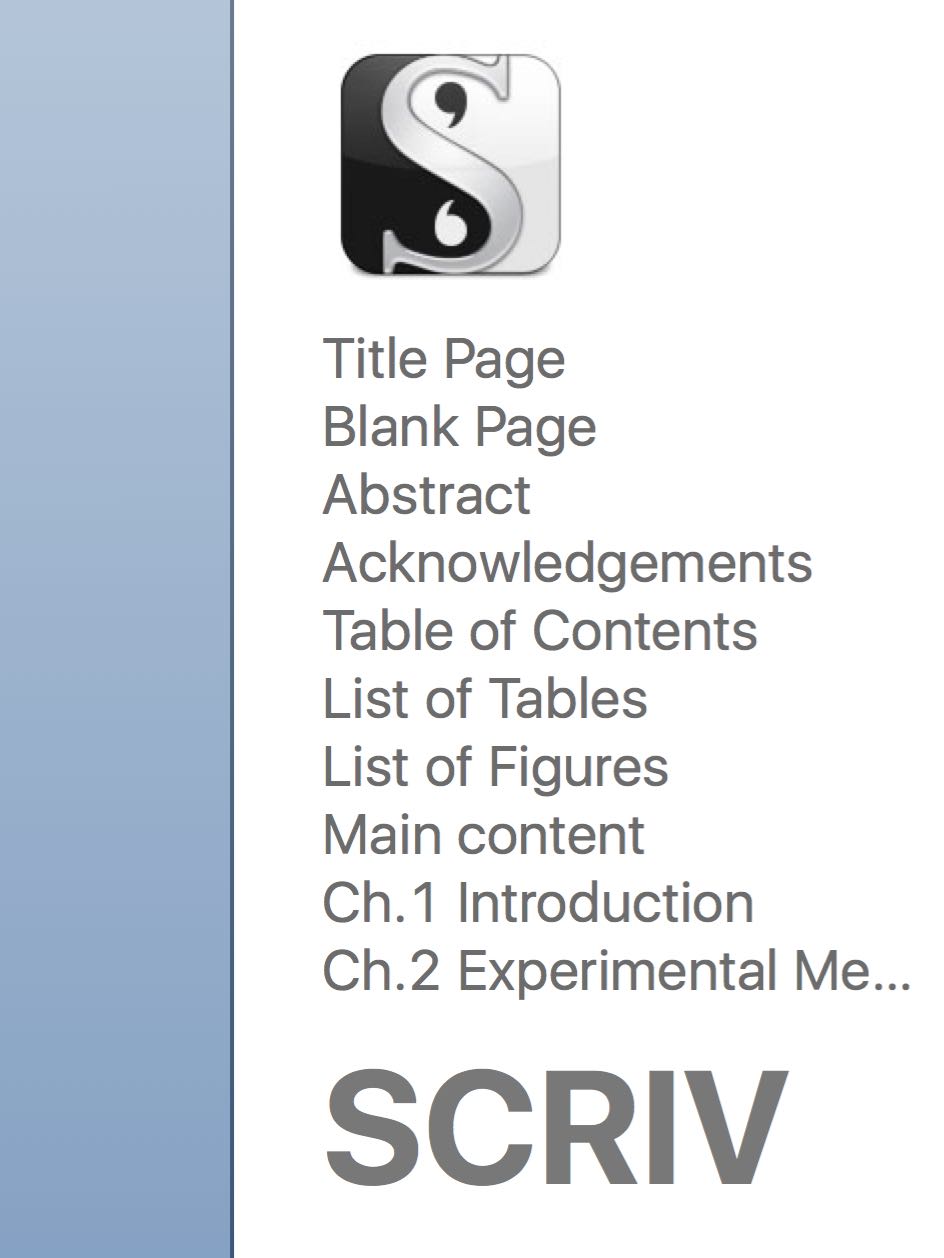 Title Page
Blank Page
Abstract
Acknowledgements
Table of Contents
List of Tables
List of Figures
Main content
Ch.1 Introduction
Ch.2 Experimental Me...
SCRIV